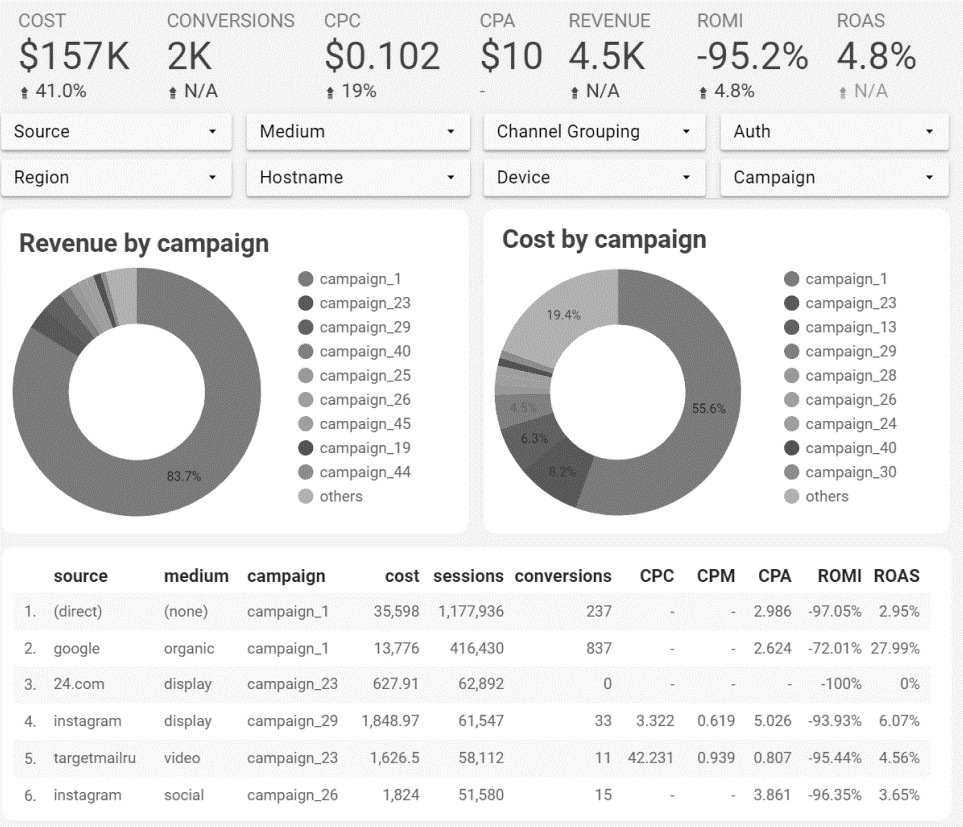 COST CONVERSIONS CPC CPA REVENUE ROMI ROAS
$157K 2K $0.102 $10 4.5K -95.2% 4.8%
41.0% N/A 19% - N/A 4.8% N/A
Source Medium Channel Grouping Auth
Region Hostname Device Campaign
Revenue by campaign
campaign_1
campaign_23
campaign_29
campaign_40
campaign_25
campaign_26
campaign_45
campaign_19
campaign_44
others
83.7%
Cost by campaign
campaign_1
campaign_23
campaign_13
campaign_29
campaign_28
campaign_26
campaign_24
campaign_40
campaign_30
others
19.4%
55.6%
4.5%
6.3%
8.2%
source medium campaign cost sessions conversions CPC CPM CPA ROMI ROAS
1. (direct) (none) campaign_1 35,598 1,177,936 237 - - 2.986 -97.05% 2.95%
2. google organic campaign_1 13,776 416,430 837 - - 2.624 -72.01% 27.99%
3. 24.com display campaign_23 627.91 62,892 0 - - - -100% 0%
4. instagram display campaign_29 1,848.97 61,547 33 3.322 0.619 5.026 -93.93% 6.07%
5. targetmailru video campaign_23 1,626.5 58,112 11 42.231 0.939 0.807 -95.44% 4.56%
6. instagram social campaign_26 1,824 51,580 15 - - 3.861 -96.35% 3.65%